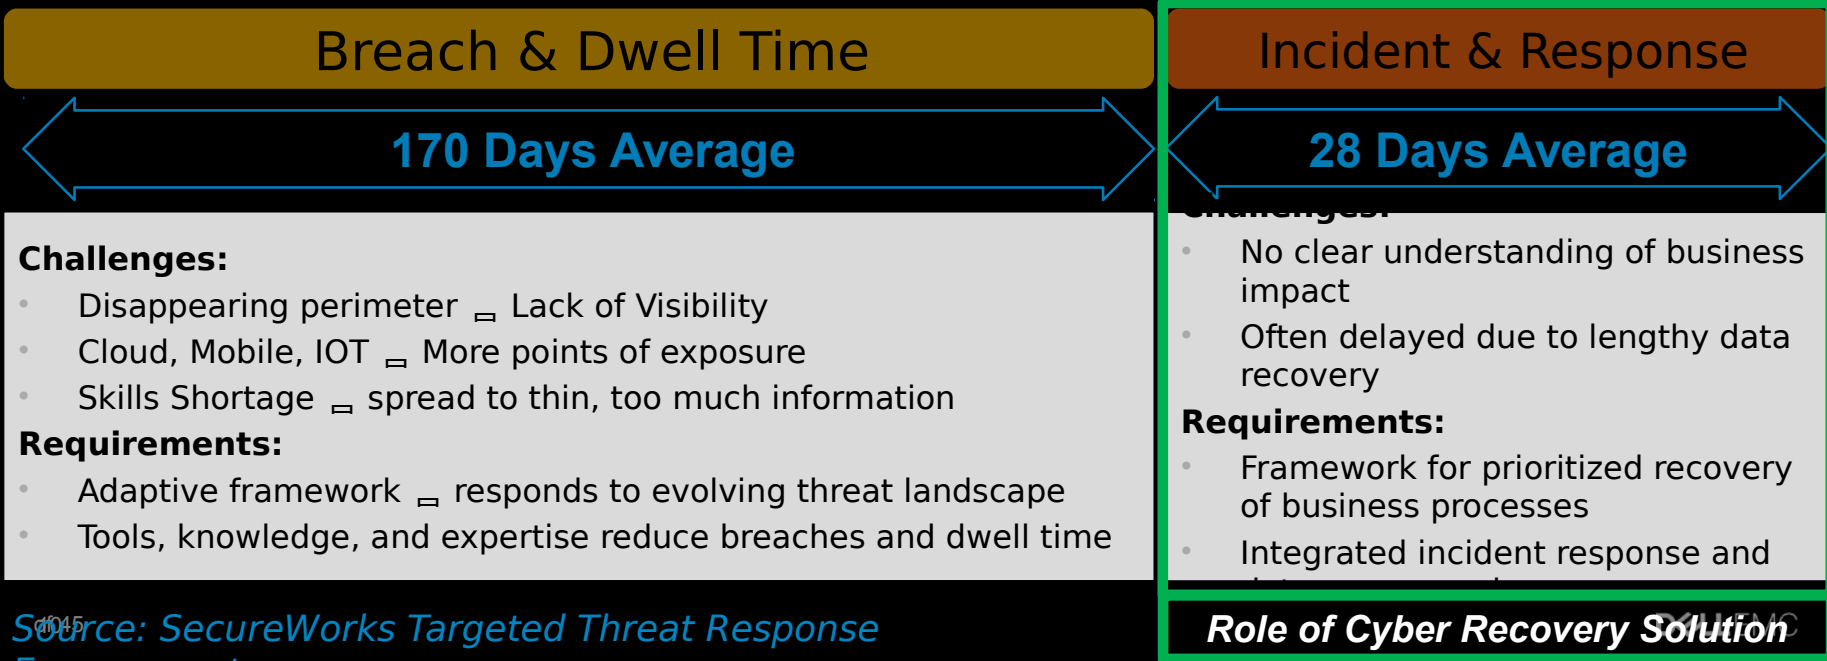 Breach & Dwell Time
170 Days Average
Challenges:
• Disappearing perimeter ▭ Lack of Visibility
• Cloud, Mobile, IOT ▭ More points of exposure
• Skills Shortage ▭ spread to thin, too much information
Requirements:
• Adaptive framework ▭ responds to evolving threat landscape
• Tools, knowledge, and expertise reduce breaches and dwell time
Source: SecureWorks Targeted Threat Response
Incident & Response
28 Days Average
Challenges:
• No clear understanding of business
impact
• Often delayed due to lengthy data
recovery
Requirements:
• Framework for prioritized recovery
of business processes
• Integrated incident response and
Role of Cyber Recovery Solution
DELL EMC